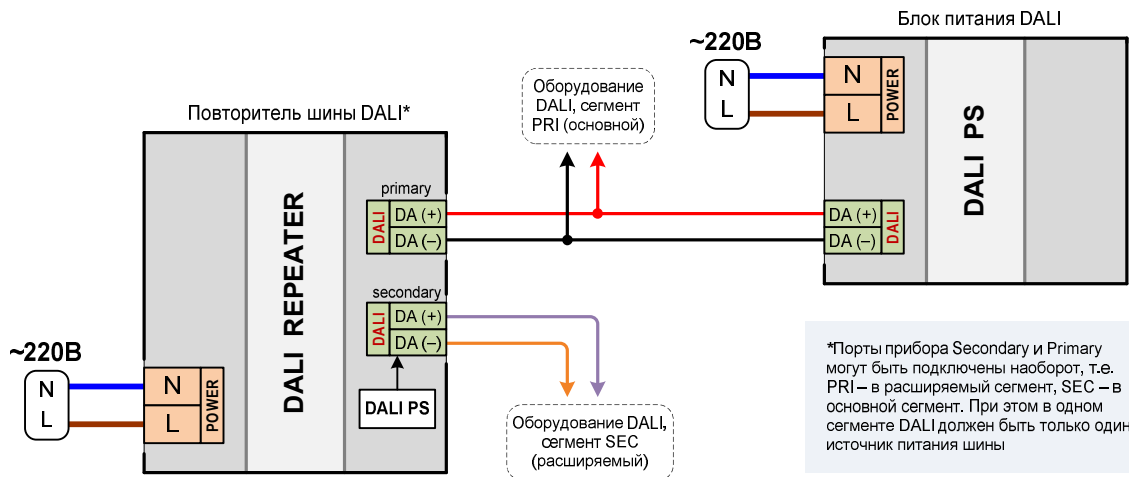 Блок питания DALI
~220В
N
L
N
L
POWER
DALI PS
DA (+)
DA (–)
DALI
Оборудование
DALI, сегмент
PRI (основной)
Повторитель шины DALI*
DALI REPEATER
primary
DALI
DA (+)
DA (–)
secondary
DALI
DA (+)
DA (–)
DALI PS
~220В
N
L
N
L
POWER
Оборудование DALI,
сегмент SEC
(расширяемый)
*Порты прибора Secondary и Primary
могут быть подключены наоборот, т.е.
PRI – в расширяемый сегмент, SEC – в
основной сегмент. При этом в одном
сегменте DALI должен быть только один
источник питания шины